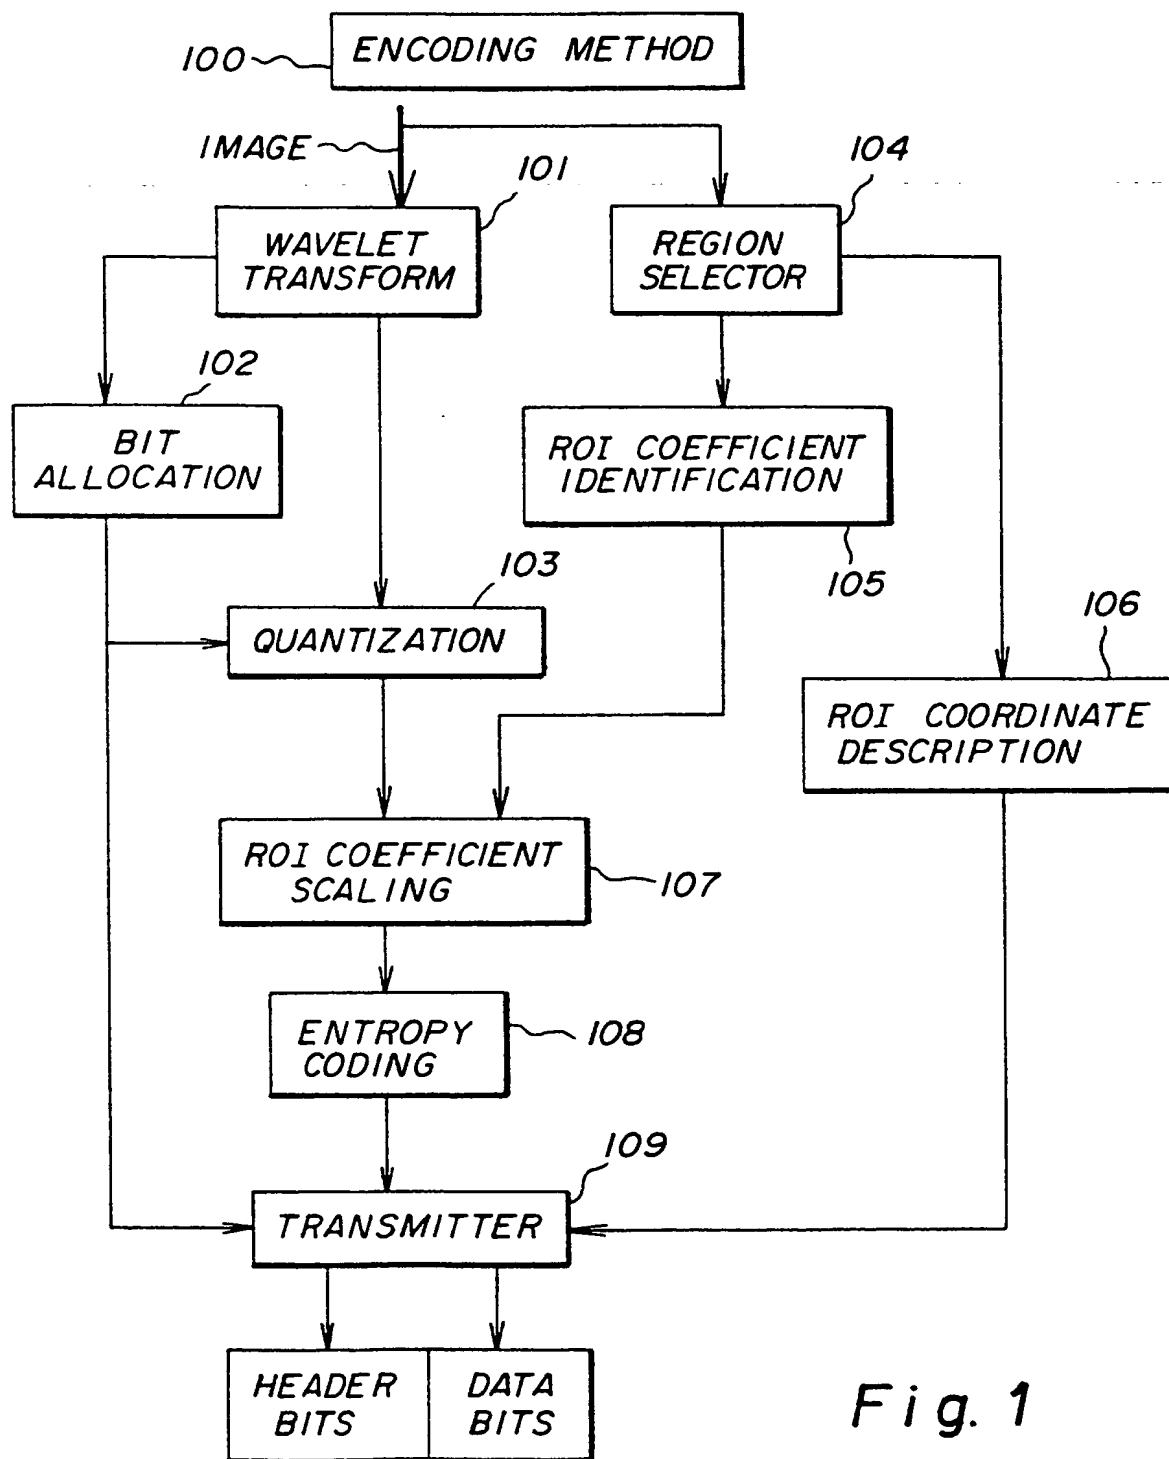 ENCODING METHOD
100
IMAGE
101
104
WAVELET
TRANSFORM
REGION
SELECTOR
102
BIT
ALLOCATION
ROI COEFFICIENT
IDENTIFICATION
103
105
QUANTIZATION
106
ROI COORDINATE
DESCRIPTION
ROI COEFFICIENT
SCALING
107
ENTROPY
CODING
108
109
TRANSMITTER
HEADER
BITS
DATA
BITS
Fig. 1